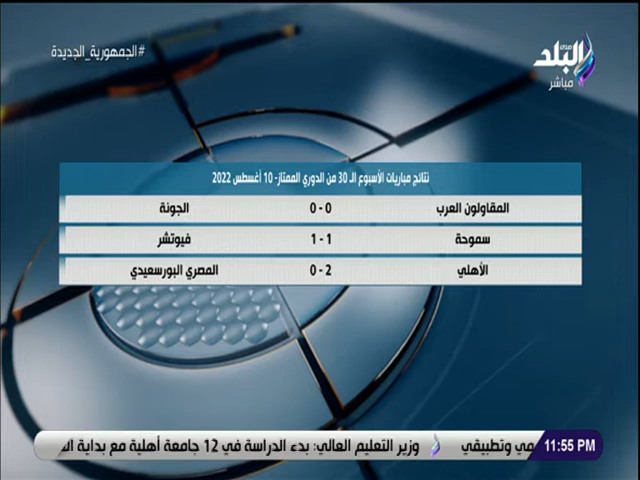 #الجمهورية_الجديدة
صدى
البلد
مباشر
نتائج مباريات الأسبوع الـ 30 من الدوري الممتاز- 10 أغسطس 2022
المقاولون العرب 0 - 0 الجونة
سموحة 1 - 1 فيوتشر
الأهلي 2 - 0 المصري البورسعيدي
11:55 PM
مي وتطبيقي وزير التعليم العالي: بدء الدراسة في 12 جامعة أهلية مع بداية